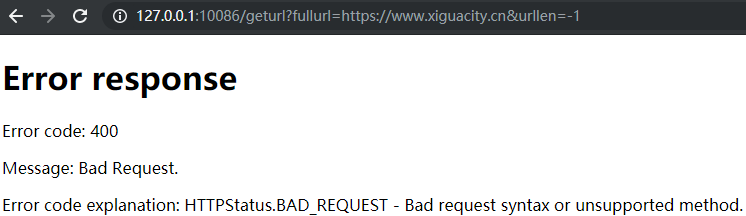 127.0.0.1:10086/geturl?fullurl=https://www.xiguacity.cn&urllen=-1
Error response
Error code: 400
Message: Bad Request.
Error code explanation: HTTPStatus.BAD_REQUEST - Bad request syntax or unsupported method.